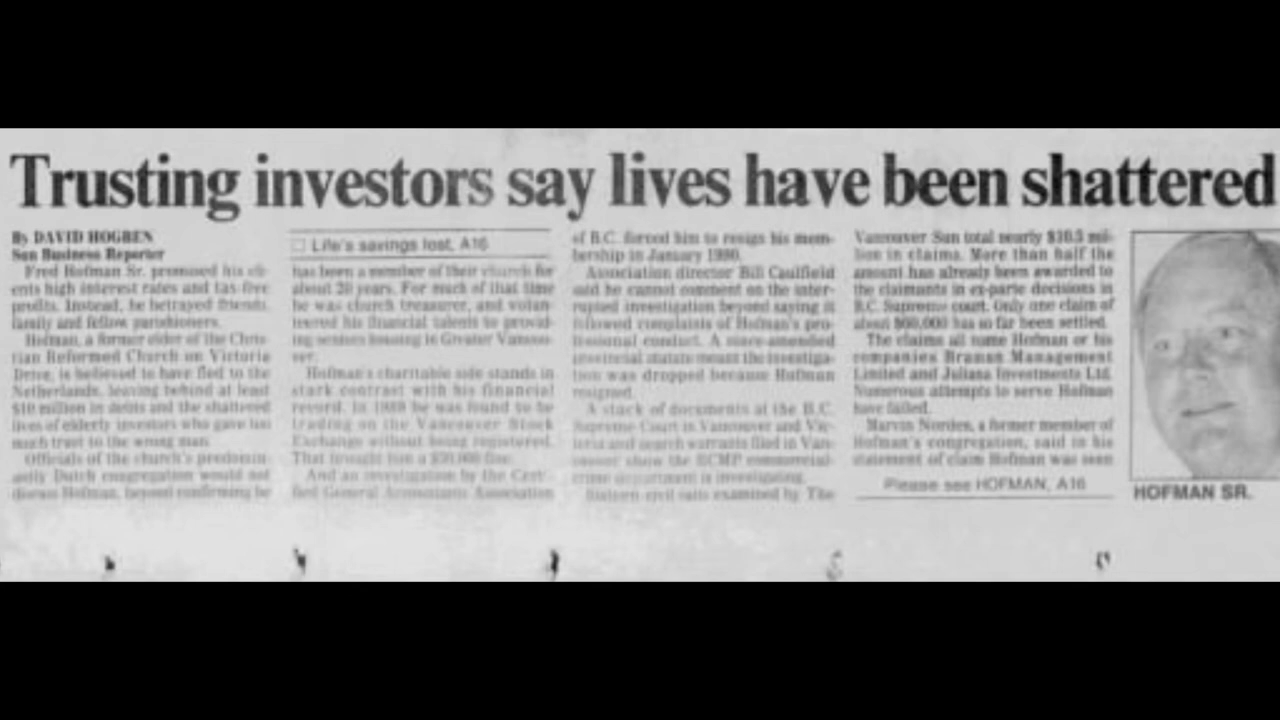 Trusting investors say lives have been shattered
By DAVID HOGBEN
Sun Business Reporter
Fred Hofman Sr. promised his cli-
ents high interest rates and tax-free
profits. Instead, he betrayed friends,
family and fellow parishioners.
Hofman, a former elder of the Chris-
tian Reformed Church on Victoria
Drive, is believed to have fled to the
Netherlands, leaving behind at least
$10 million in debts and the shattered
lives of elderly investors who gave too
much trust to the wrong man.
Officials of the church's predomin-
antly Dutch congregation would not
discuss Hofman, beyond confirming he
Life's savings lost, A16
has been a member of their church for
about 20 years. For much of that time
he was church treasurer, and volun-
teered his financial talents to provid-
ing seniors housing in Greater Vancou-
ver.
Hofman's charitable side stands in
stark contrast with his financial
record. In he was found to be
trading on the Vancouver Stock
Exchange without being registered.
That brought him a fine.
And an investigation by the Certi-
fied General Accountants Association
of B.C. forced him to resign his mem-
bership in January
Association director Bill Caulfield
said he cannot comment on the inter-
rupted investigation beyond saying it
followed complaints of Hofman's pro-
fessional conduct. A since-amended
provincial statute meant the investiga-
tion was dropped because Hofman
resigned.
A stack of documents at the B.C.
Supreme Court in Vancouver and Vic-
toria and search warrants filed in Van-
couver show the RCMP commercial-
crime department is investigating.
Sixteen civil suits examined by The
Vancouver Sun total nearly $10.5 mil-
lion in claims. More than half the
amount has already been awarded to
the claimants in ex-parte decisions in
B.C. Supreme court. Only one claim of
about $60,000 has so far been settled.
The claims all name Hofman or his
companies Braman Management
Limited and Juliana Investments Ltd.
Numerous attempts to serve Hofman
have failed.
Marvin a former member of
Hofman's congregation, said in his
statement of claim Hofman was seen
Please see HOFMAN, A16
HOFMAN SR.